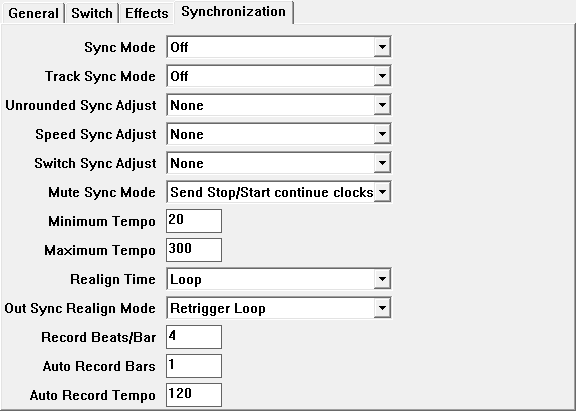 General Switch Effects Synchronization
Sync Mode Off
Track Sync Mode Off
Unrounded Sync Adjust None
Speed Sync Adjust None
Switch Sync Adjust None
Mute Sync Mode Send Stop/Start continue clocks
Minimum Tempo 20
Maximum Tempo 300
Realign Time Loop
Out Sync Realign Mode Retrigger Loop
Record Beats/Bar 4
Auto Record Bars 1
Auto Record Tempo 120